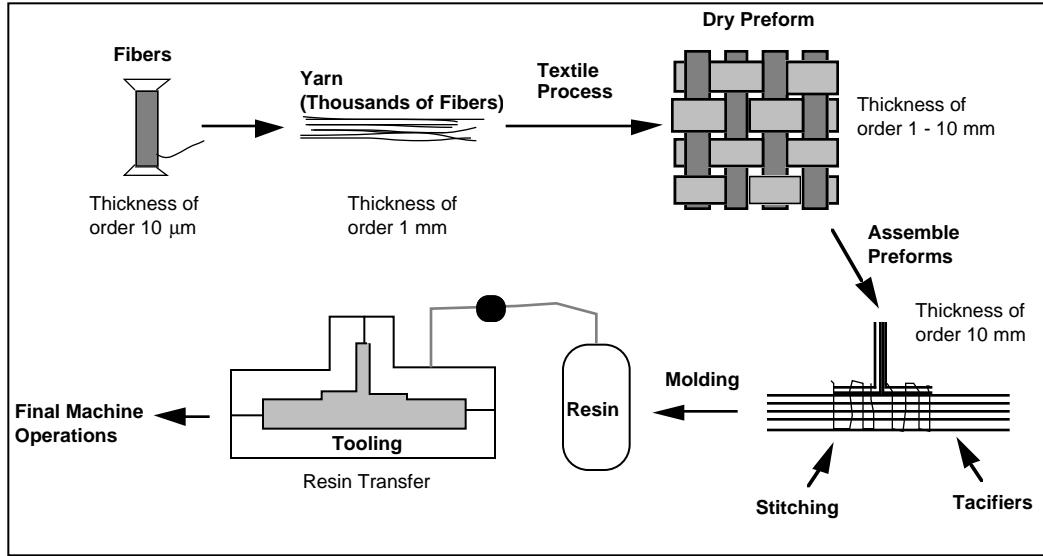 Fibers
Thickness of
order 10 μm
Yarn
(Thousands of Fibers)
Thickness of
order 1 mm
Textile
Process
Dry Preform
Thickness of
order 1 - 10 mm
Assemble
Preforms
Thickness of
order 10 mm
Stitching
Tacifiers
Molding
Resin
Tooling
Resin Transfer
Final Machine
Operations